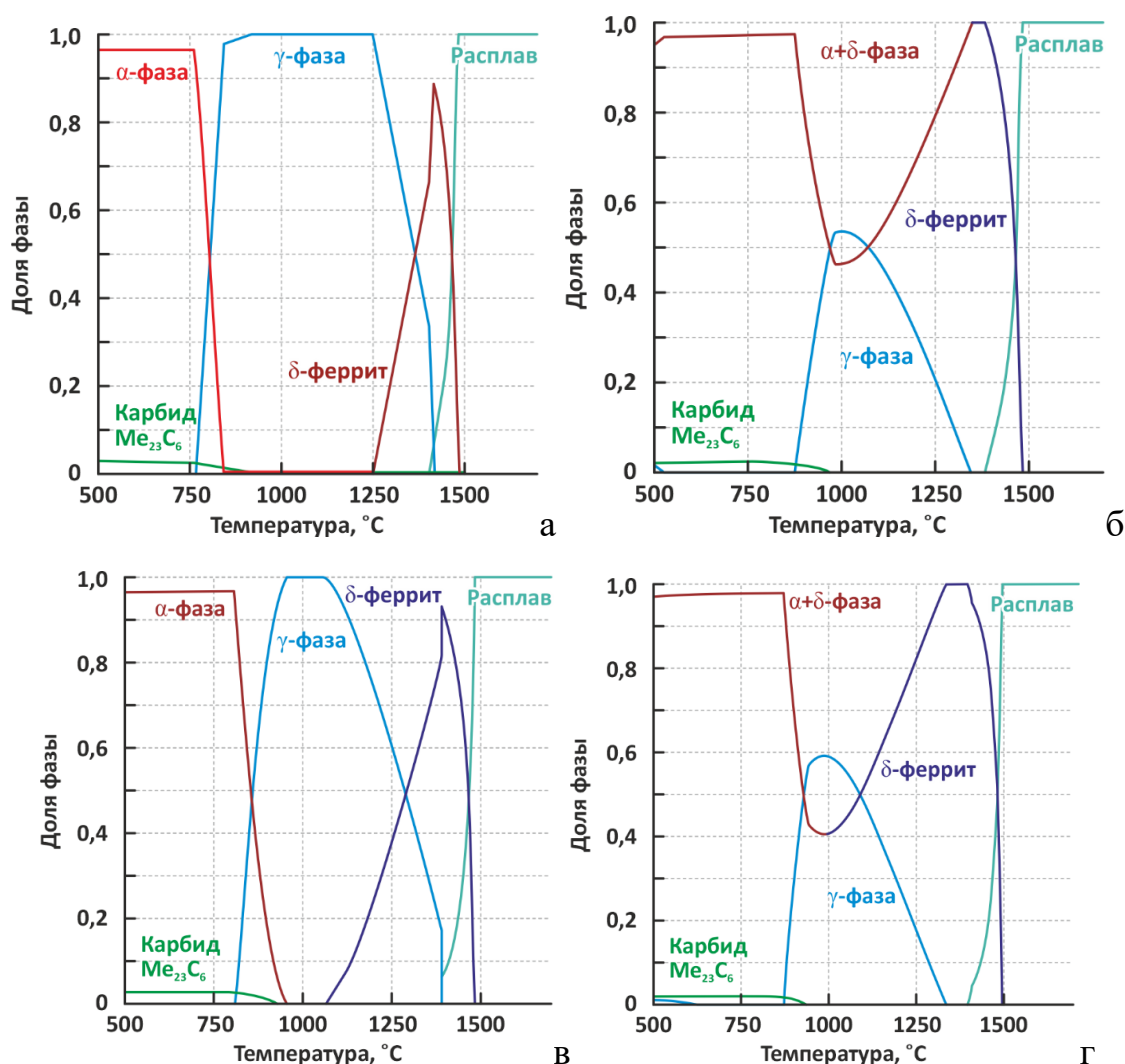 1,0
α-фаза
γ-фаза
Расплав
0,8
0,6
Доля фазы
0,4
δ-феррит
0,2
Карбид
Me₂₃C₆
0
500 750 1000 1250 1500
Температура, °C
а
1,0
α+δ-фаза
Расплав
0,8
0,6
δ-феррит
Доля фазы
0,4
γ-фаза
0,2
Карбид
Me₂₃C₆
0
500 750 1000 1250 1500
Температура, °C
б
1,0
α-фаза
δ-феррит
Расплав
γ-фаза
0,8
0,6
Доля фазы
0,4
0,2
Карбид
Me₂₃C₆
0
500 750 1000 1250 1500
Температура, °C
в
1,0
α+δ-фаза
Расплав
0,8
0,6
δ-феррит
Доля фазы
0,4
γ-фаза
0,2
Карбид
Me₂₃C₆
0
500 750 1000 1250 1500
Температура, °C
г